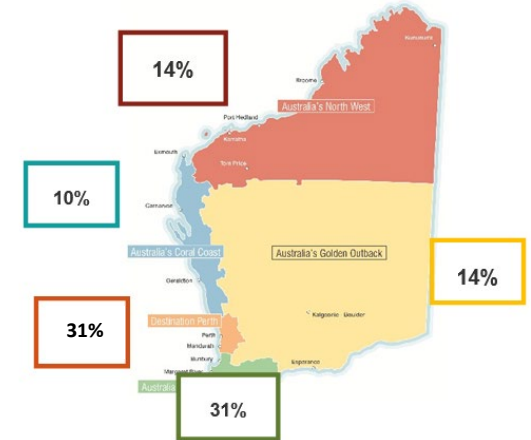 Kununurra
14%
Broome
Australia's North West
Port Hedland
Karratha
Tom Price
Exmouth
10%
Carnarvon
Australia's Coral Coast
Australia's Golden Outback
14%
Geraldton
31%
Destination Perth
Kalgoorlie - Boulder
Perth
Mandurah
Bunbury
Esperance
Margaret River
Australia
31%